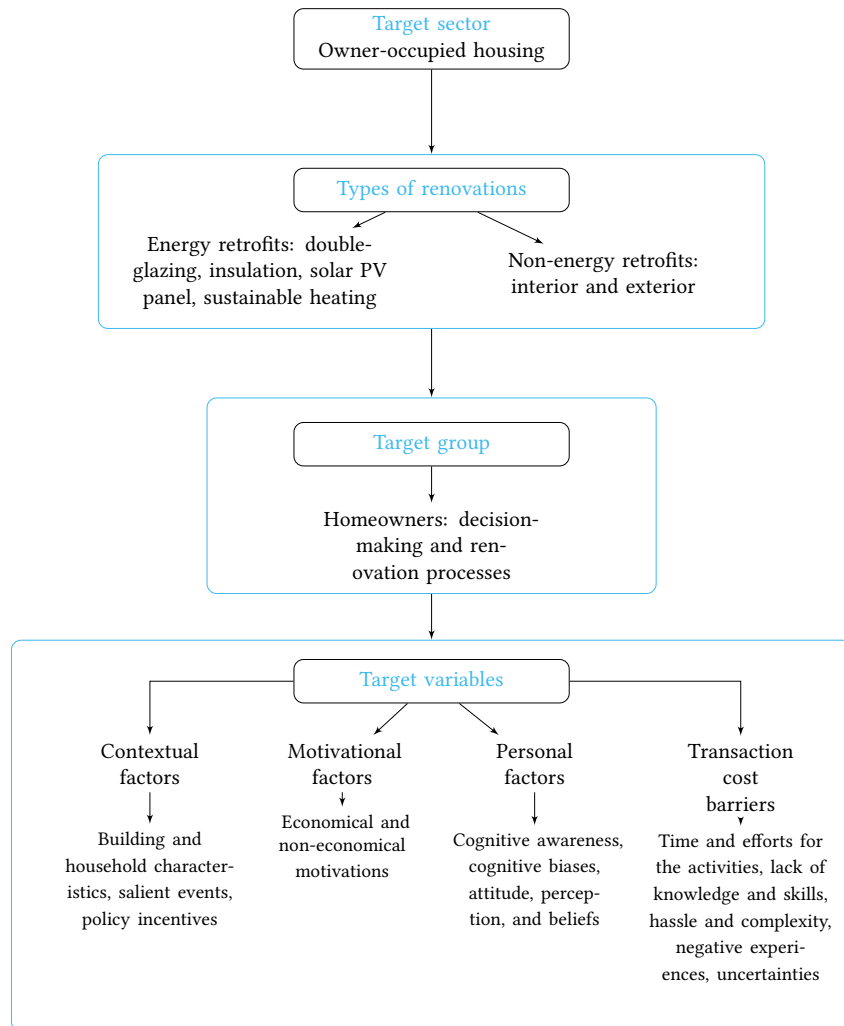 Target sector
Owner-occupied housing
Types of renovations
Energy retrofits: double-
glazing, insulation, solar PV
panel, sustainable heating
Non-energy retrofits:
interior and exterior
Target group
Homeowners: decision-
making and ren-
ovation processes
Target variables
Contextual
factors
Building and
household character-
istics, salient events,
policy incentives
Motivational
factors
Economical and
non-economical
motivations
Personal
factors
Cognitive awareness,
cognitive biases,
attitude, percep-
tion, and beliefs
Transaction
cost
barriers
Time and efforts for
the activities, lack of
knowledge and skills,
hassle and complexity,
negative experi-
ences, uncertainties